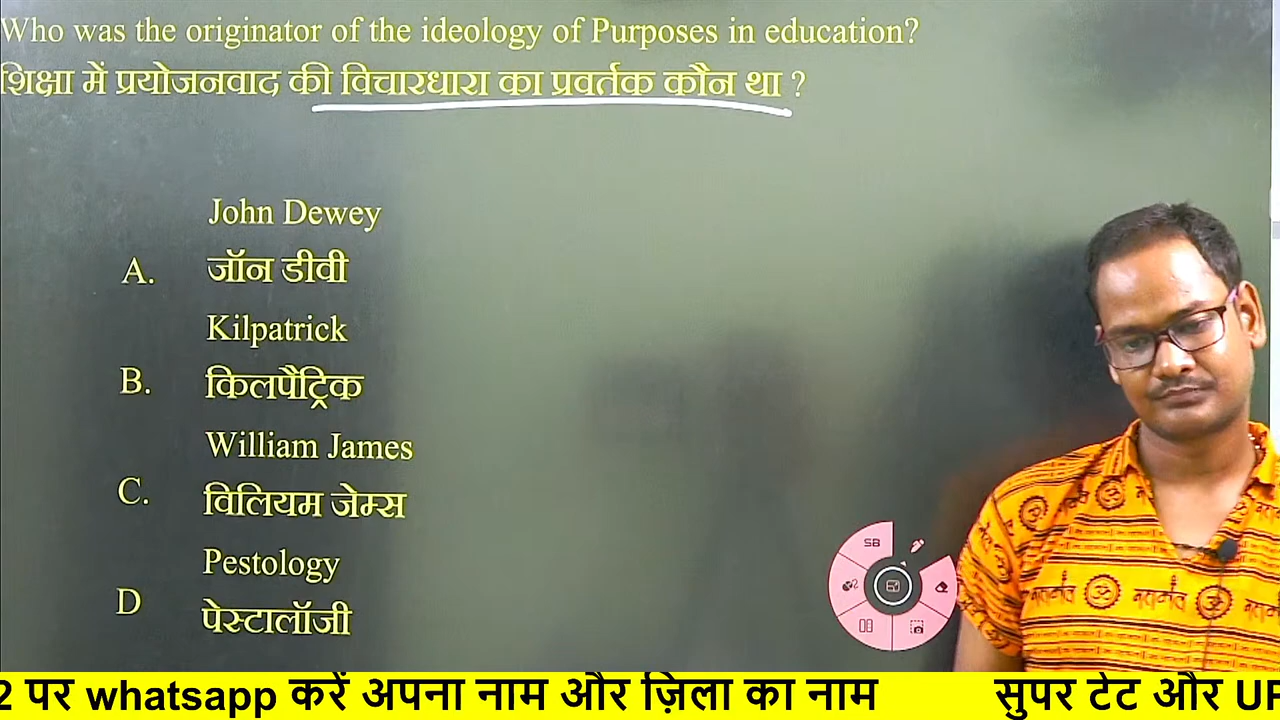 Who was the originator of the ideology of Purposes in education?
शिक्षा में प्रयोजनवाद की विचारधारा का प्रवर्तक कौन था ?
John Dewey
A. जॉन डीवी
Kilpatrick
B. किलपैट्रिक
William James
C. विलियम जेम्स
Pestology
D पेस्टालॉजी
SB
2 पर whatsapp करें अपना नाम और ज़िला का नाम सुपर टेट और UP